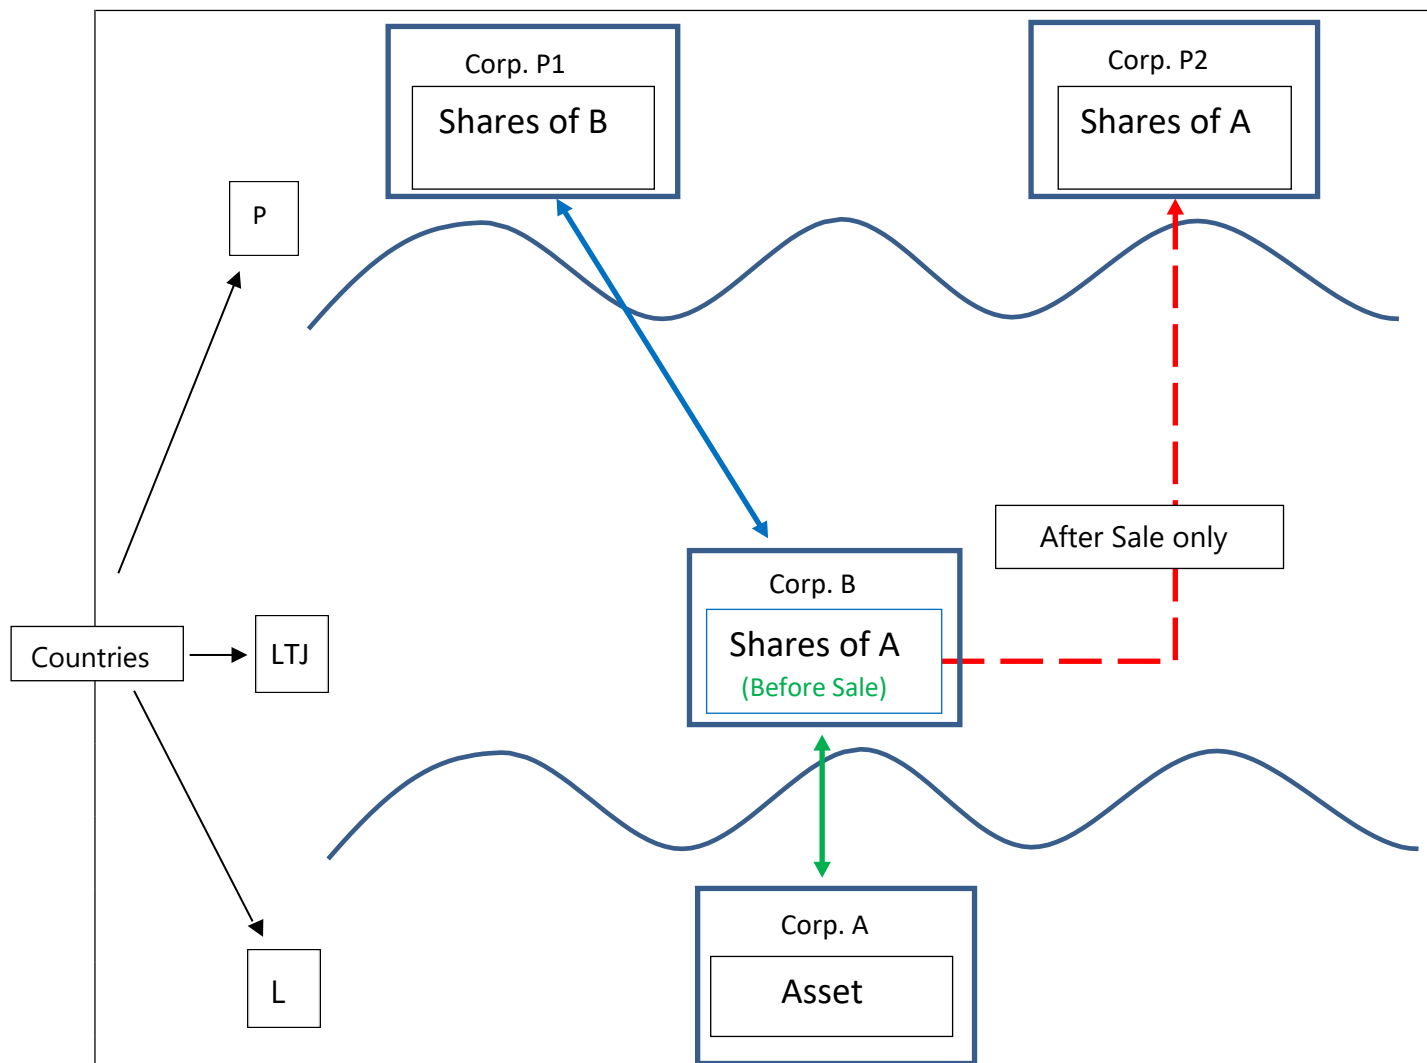 Corp. P1
Shares of B
Corp. P2
Shares of A
P
After Sale only
Corp. B
Shares of A
(Before Sale)
Countries
LTJ
Corp. A
Asset
L